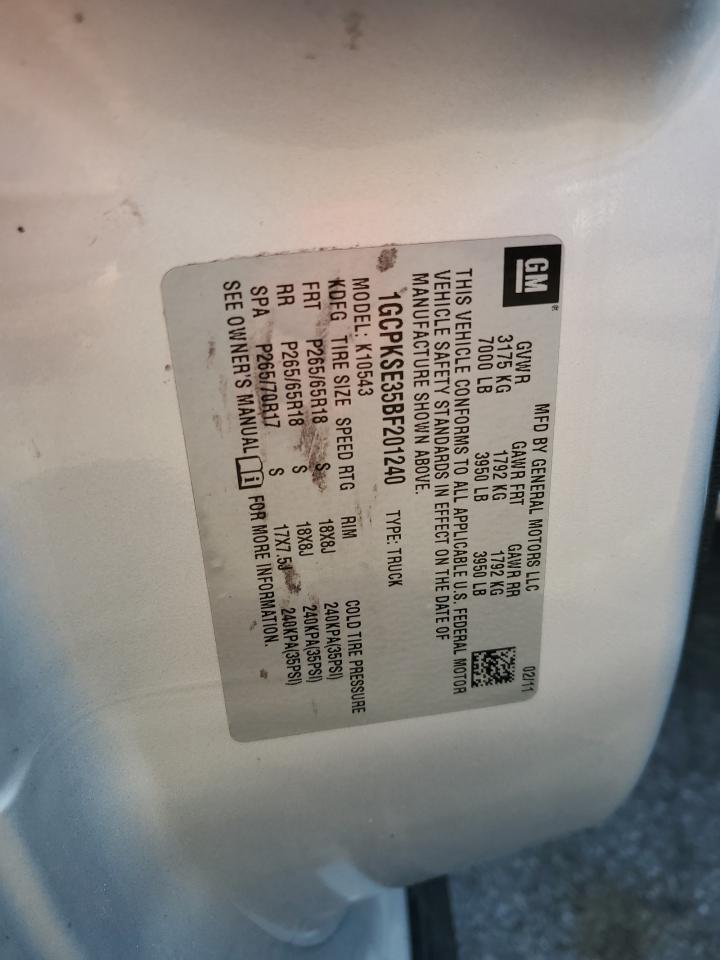 GM®
MFD BY GENERAL MOTORS LLC 02/11
GVWR GAWR FRT GAWR RR
3175 KG 1792 KG 1792 KG
7000 LB 3950 LB 3950 LB
THIS VEHICLE CONFORMS TO ALL APPLICABLE U.S. FEDERAL MOTOR
VEHICLE SAFETY STANDARDS IN EFFECT ON THE DATE OF
MANUFACTURE SHOWN ABOVE.
1GCPKSE35BF201240 TYPE: TRUCK
MODEL: K10543
KDFG TIRE SIZE SPEED RTG RIM COLD TIRE PRESSURE
FRT P265/65R18 S 18X8J 240KPA(35PSI)
RR P265/65R18 S 18X8J 240KPA(35PSI)
SPA P265/70R17 S 17X7.5J 240KPA(35PSI)
SEE OWNER'S MANUAL FOR MORE INFORMATION.